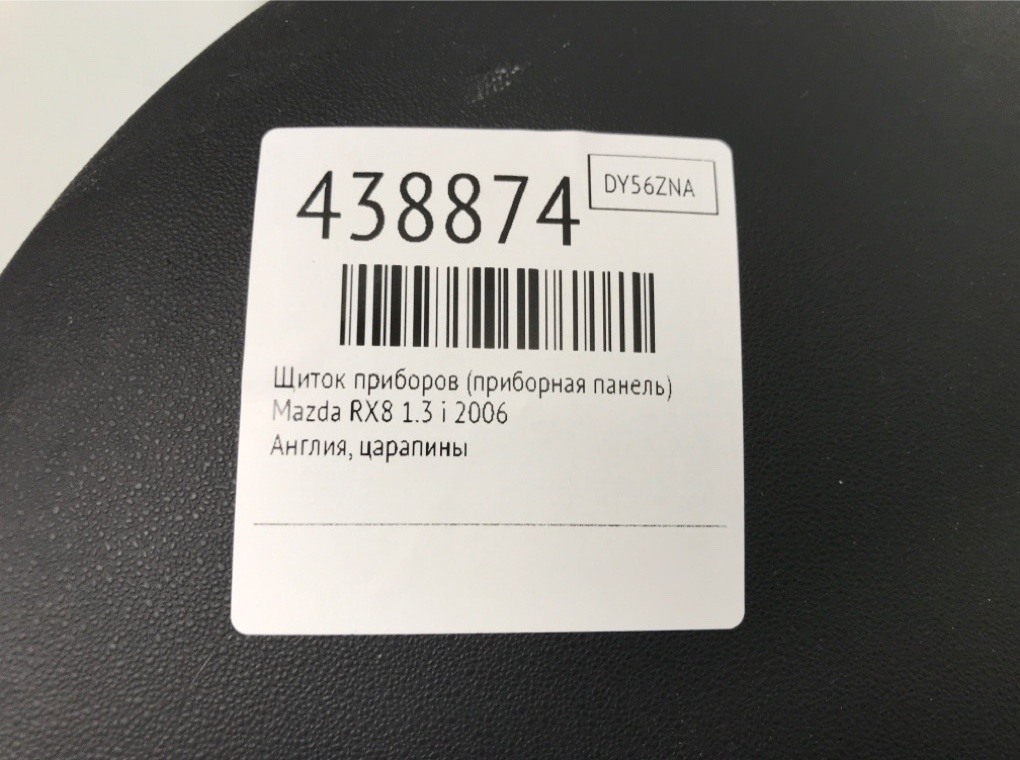 438874
DY56ZNA
Щиток приборов (приборная панель)
Mazda RX8 1.3 i 2006
Англия, царапины